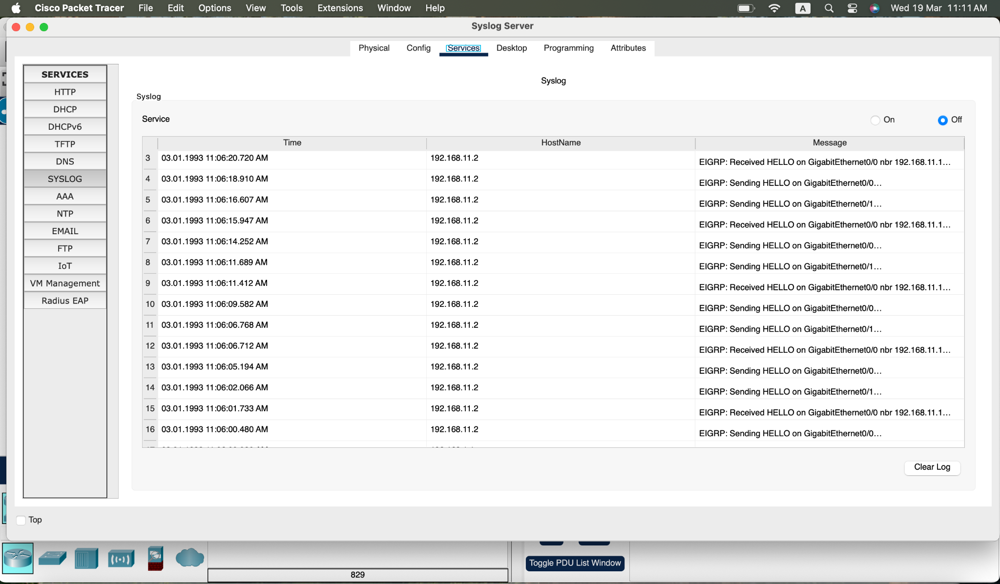 Cisco Packet Tracer File Edit Options View Tools Extensions Window Help A Wed 19 Mar 11:11 AM
Syslog Server
Physical Config Services Desktop Programming Attributes
SERVICES
HTTP
DHCP
DHCPv6
TFTP
DNS
SYSLOG
AAA
NTP
EMAIL
FTP
IoT
VM Management
Radius EAP
Syslog
Syslog
Service On Off
Time HostName Message
3 03.01.1993 11:06:20.720 AM 192.168.11.2 EIGRP: Received HELLO on GigabitEthernet0/0 nbr 192.168.11.1...
4 03.01.1993 11:06:18.910 AM 192.168.11.2 EIGRP: Sending HELLO on GigabitEthernet0/0...
5 03.01.1993 11:06:16.607 AM 192.168.11.2 EIGRP: Sending HELLO on GigabitEthernet0/1...
6 03.01.1993 11:06:15.947 AM 192.168.11.2 EIGRP: Received HELLO on GigabitEthernet0/0 nbr 192.168.11.1...
7 03.01.1993 11:06:14.252 AM 192.168.11.2 EIGRP: Sending HELLO on GigabitEthernet0/0...
8 03.01.1993 11:06:11.689 AM 192.168.11.2 EIGRP: Sending HELLO on GigabitEthernet0/1...
9 03.01.1993 11:06:11.412 AM 192.168.11.2 EIGRP: Received HELLO on GigabitEthernet0/0 nbr 192.168.11.1...
10 03.01.1993 11:06:09.582 AM 192.168.11.2 EIGRP: Sending HELLO on GigabitEthernet0/0...
11 03.01.1993 11:06:06.768 AM 192.168.11.2 EIGRP: Sending HELLO on GigabitEthernet0/1...
12 03.01.1993 11:06:06.712 AM 192.168.11.2 EIGRP: Received HELLO on GigabitEthernet0/0 nbr 192.168.11.1...
13 03.01.1993 11:06:05.194 AM 192.168.11.2 EIGRP: Sending HELLO on GigabitEthernet0/0...
14 03.01.1993 11:06:02.066 AM 192.168.11.2 EIGRP: Sending HELLO on GigabitEthernet0/1...
15 03.01.1993 11:06:01.733 AM 192.168.11.2 EIGRP: Received HELLO on GigabitEthernet0/0 nbr 192.168.11.1...
16 03.01.1993 11:06:00.480 AM 192.168.11.2 EIGRP: Sending HELLO on GigabitEthernet0/0...
Clear Log
Top
Toggle PDU List Window
829